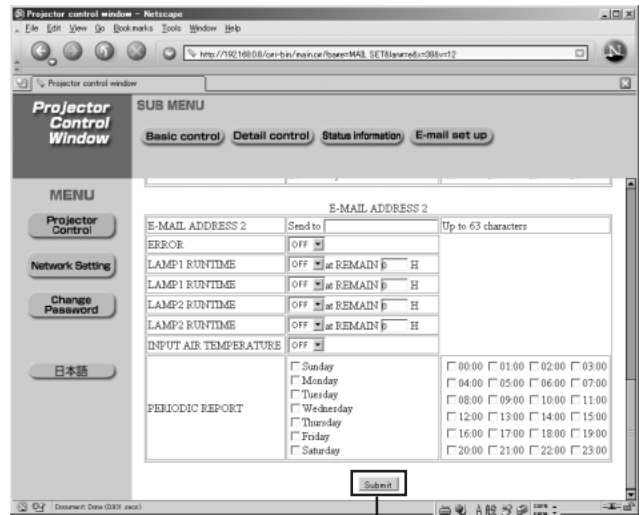 Projector control window - Netscape
File Edit View Go Bookmarks Tools Window Help
Projector control window
Projector
Control
Window
SUB MENU
Basic control Detail control Status information E-mail set up
MENU
Projector
Control
Network Setting
Change
Password
日本語
E-MAIL ADDRESS 2
E-MAIL ADDRESS 2 Send to Up to 63 characters
ERROR OFF
LAMP1 RUNTIME OFF at REMAIN 0 H
LAMP1 RUNTIME OFF at REMAIN 0 H
LAMP2 RUNTIME OFF at REMAIN 0 H
LAMP2 RUNTIME OFF at REMAIN 0 H
INPUT AIR TEMPERATURE OFF
PERIODIC REPORT
Sunday
Monday
Tuesday
Wednesday
Thursday
Friday
Saturday
00:00 01:00 02:00 03:00
04:00 05:00 06:00 07:00
08:00 09:00 10:00 11:00
12:00 13:00 14:00 15:00
16:00 17:00 18:00 19:00
20:00 21:00 22:00 23:00
Submit
Document: Done
A 般